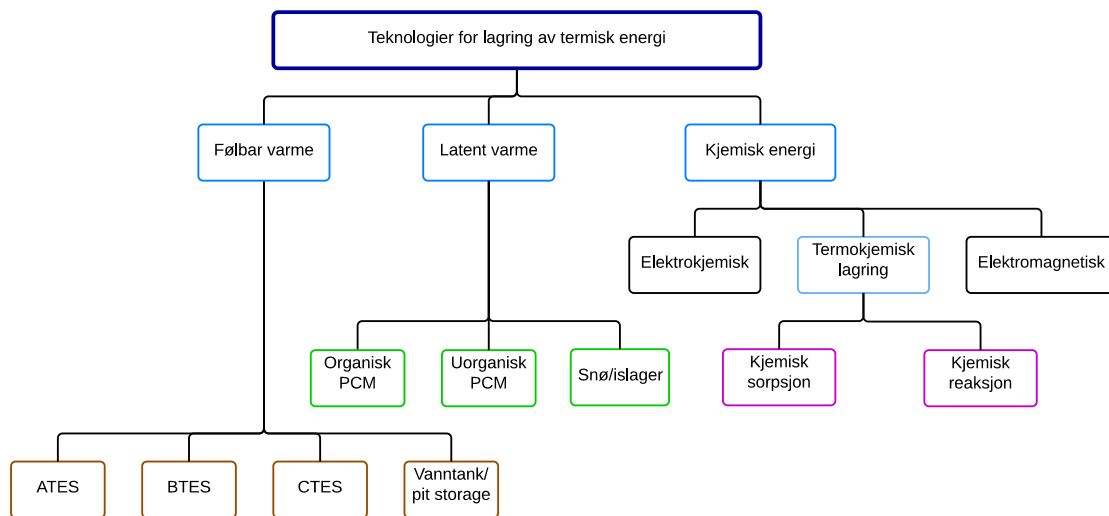 Teknologier for lagring av termisk energi
Følbar varme
Latent varme
Kjemisk energi
Elektrokjemisk
Termokjemisk
lagring
Elektromagnetisk
Organisk
PCM
Uorganisk
PCM
Snø/islager
Kjemisk
sorpsjon
Kjemisk
reaksjon
ATES
BTES
CTES
Vanntank/
pit storage